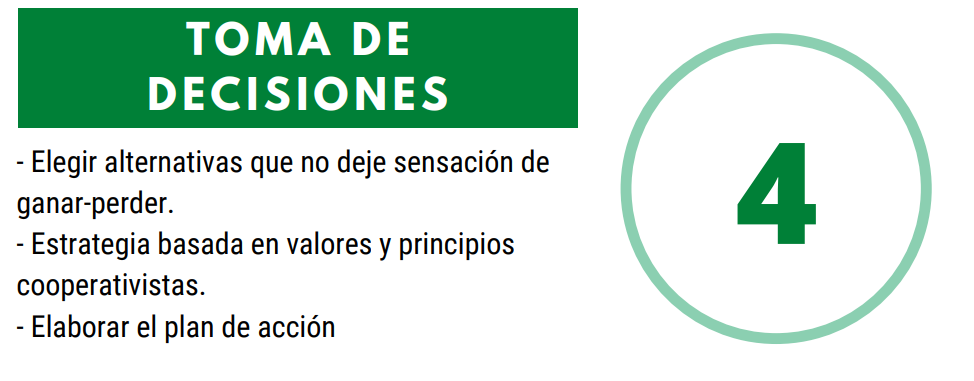 TOMA DE
DECISIONES
- Elegir alternativas que no deje sensación de
ganar-perder.
- Estrategia basada en valores y principios
cooperativistas.
- Elaborar el plan de acción
4